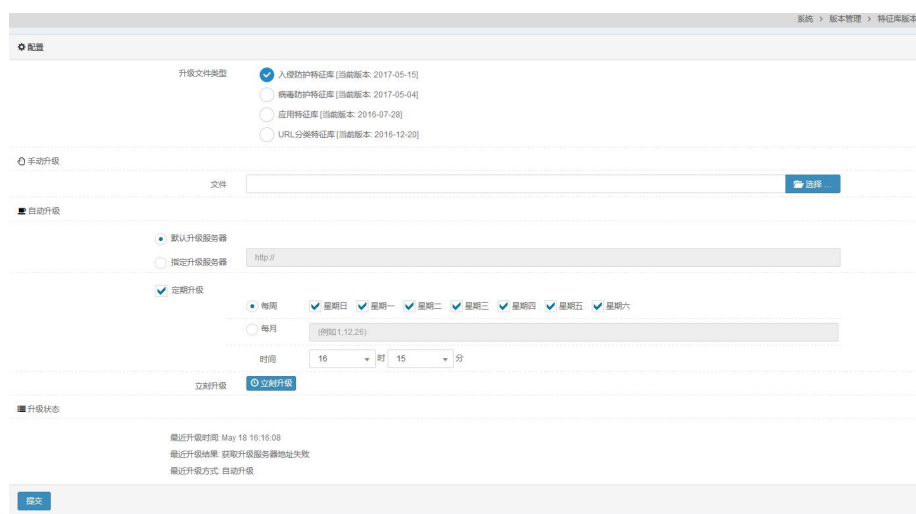 系统 > 版本管理 > 特征库版本
配置
升级文件类型
入侵防护特征库 [当前版本: 2017-05-15]
病毒防护特征库 [当前版本: 2017-05-04]
应用特征库 [当前版本: 2016-07-28]
URL分类特征库 [当前版本: 2016-12-20]
手动升级
文件 选择 ...
自动升级
默认升级服务器
指定升级服务器 http://
定期升级
每周 星期日 星期一 星期二 星期三 星期四 星期五 星期六
每月 (例如1,12,26)
时间 16 时 15 分
立刻升级 立刻升级
升级状态
最近升级时间: May 18 16:16:08
最近升级结果: 获取升级服务器地址失败
最近升级方式: 自动升级
提交